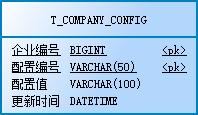 T_COMPANY_CONFIG
企业编号 BIGINT <pk>
配置编号 VARCHAR(50) <pk>
配置值 VARCHAR(100)
更新时间 DATETIME